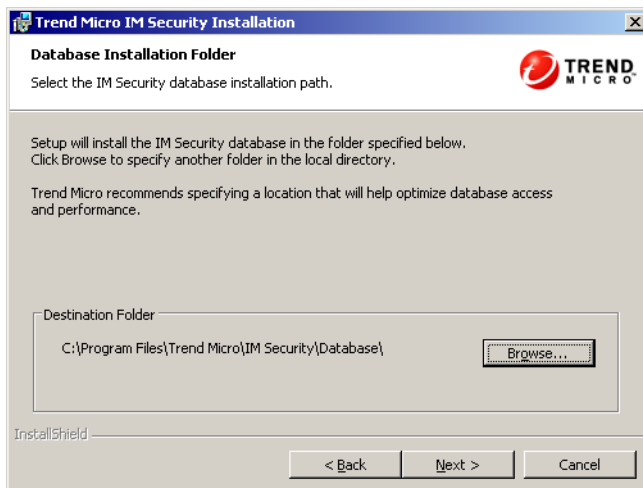 Trend Micro IM Security Installation
Database Installation Folder
Select the IM Security database installation path.
TREND
MICRO
Setup will install the IM Security database in the folder specified below.
Click Browse to specify another folder in the local directory.
Trend Micro recommends specifying a location that will help optimize database access
and performance.
Destination Folder
C:\Program Files\Trend Micro\IM Security\Database\
Browse...
InstallShield
< Back
Next >
Cancel